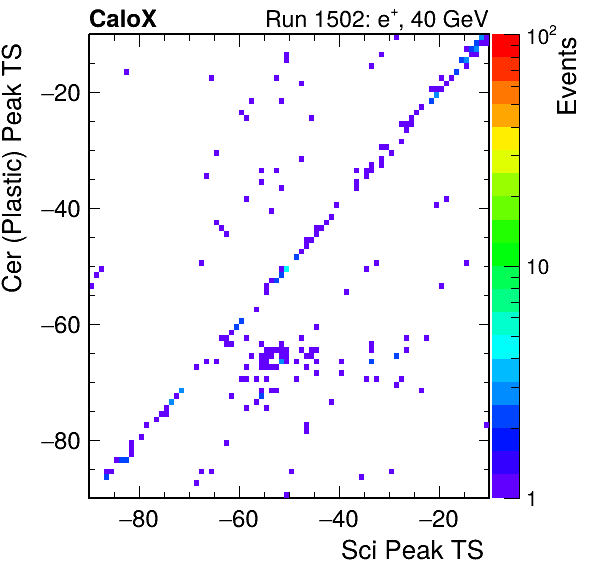 CaloX Run 1502: e⁺, 40 GeV
Cer (Plastic) Peak TS
−20
−40
−60
−80
−80 −60 −40 −20
Sci Peak TS
10²
10
1
Events